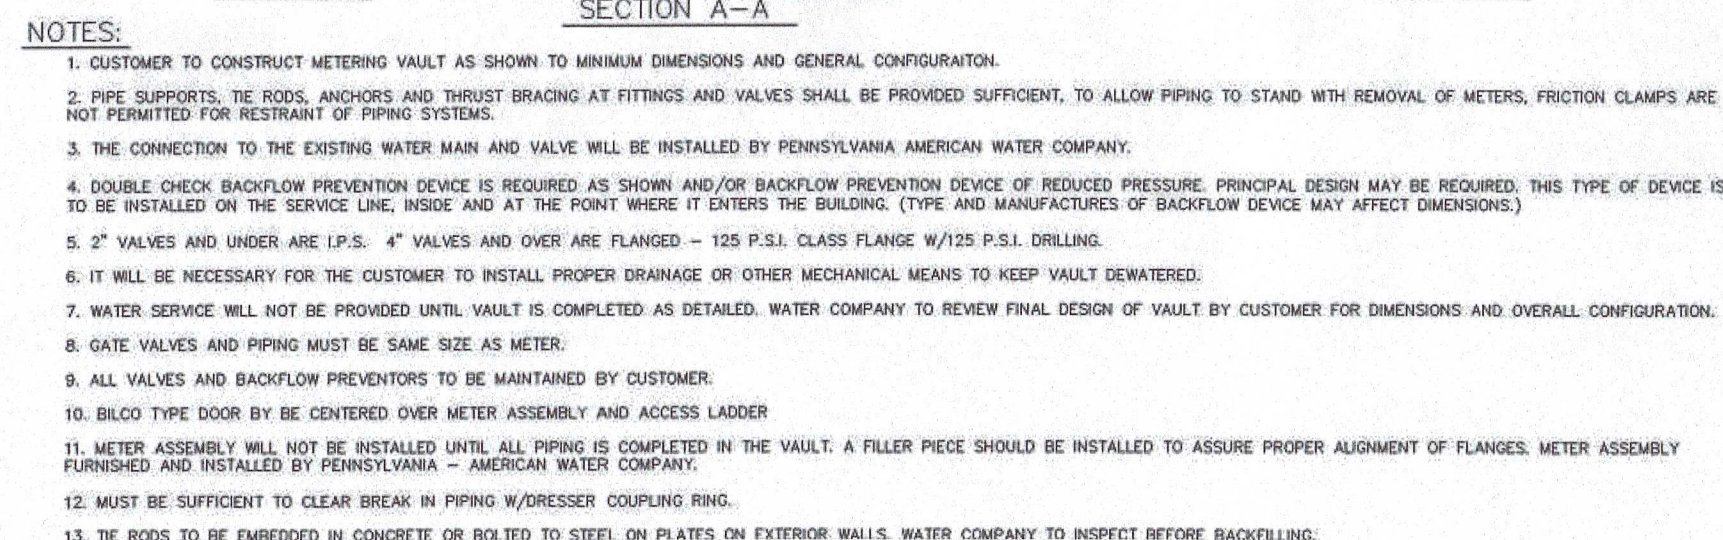 SECTION A-A
NOTES:
1. CUSTOMER TO CONSTRUCT METERING VAULT AS SHOWN TO MINIMUM DIMENSIONS AND GENERAL CONFIGURAITON.
2. PIPE SUPPORTS, TIE RODS, ANCHORS AND THRUST BRACING AT FITTINGS AND VALVES SHALL BE PROVIDED SUFFICIENT, TO ALLOW PIPING TO STAND WITH REMOVAL OF METERS, FRICTION CLAMPS ARE
NOT PERMITTED FOR RESTRAINT OF PIPING SYSTEMS.
3. THE CONNECTION TO THE EXISTING WATER MAIN AND VALVE WILL BE INSTALLED BY PENNSYLVANIA AMERICAN WATER COMPANY.
4. DOUBLE CHECK BACKFLOW PREVENTION DEVICE IS REQUIRED AS SHOWN AND/OR BACKFLOW PREVENTION DEVICE OF REDUCED PRESSURE. PRINCIPAL DESIGN MAY BE REQUIRED. THIS TYPE OF DEVICE IS
TO BE INSTALLED ON THE SERVICE LINE, INSIDE AND AT THE POINT WHERE IT ENTERS THE BUILDING. (TYPE AND MANUFACTURES OF BACKFLOW DEVICE MAY AFFECT DIMENSIONS.)
5. 2" VALVES AND UNDER ARE I.P.S. 4" VALVES AND OVER ARE FLANGED - 125 P.S.I. CLASS FLANGE W/125 P.S.I. DRILLING.
6. IT WILL BE NECESSARY FOR THE CUSTOMER TO INSTALL PROPER DRAINAGE OR OTHER MECHANICAL MEANS TO KEEP VAULT DEWATERED.
7. WATER SERVICE WILL NOT BE PROVIDED UNTIL VAULT IS COMPLETED AS DETAILED. WATER COMPANY TO REVIEW FINAL DESIGN OF VAULT BY CUSTOMER FOR DIMENSIONS AND OVERALL CONFIGURATION.
8. GATE VALVES AND PIPING MUST BE SAME SIZE AS METER.
9. ALL VALVES AND BACKFLOW PREVENTORS TO BE MAINTAINED BY CUSTOMER.
10. BILCO TYPE DOOR BY BE CENTERED OVER METER ASSEMBLY AND ACCESS LADDER
11. METER ASSEMBLY WILL NOT BE INSTALLED UNTIL ALL PIPING IS COMPLETED IN THE VAULT. A FILLER PIECE SHOULD BE INSTALLED TO ASSURE PROPER ALIGNMENT OF FLANGES. METER ASSEMBLY
FURNISHED AND INSTALLED BY PENNSYLVANIA - AMERICAN WATER COMPANY.
12. MUST BE SUFFICIENT TO CLEAR BREAK IN PIPING W/DRESSER COUPLING RING.
13. TIE RODS TO BE EMBEDDED IN CONCRETE OR BOLTED TO STEEL ON PLATES ON EXTERIOR WALLS. WATER COMPANY TO INSPECT BEFORE BACKFILLING.